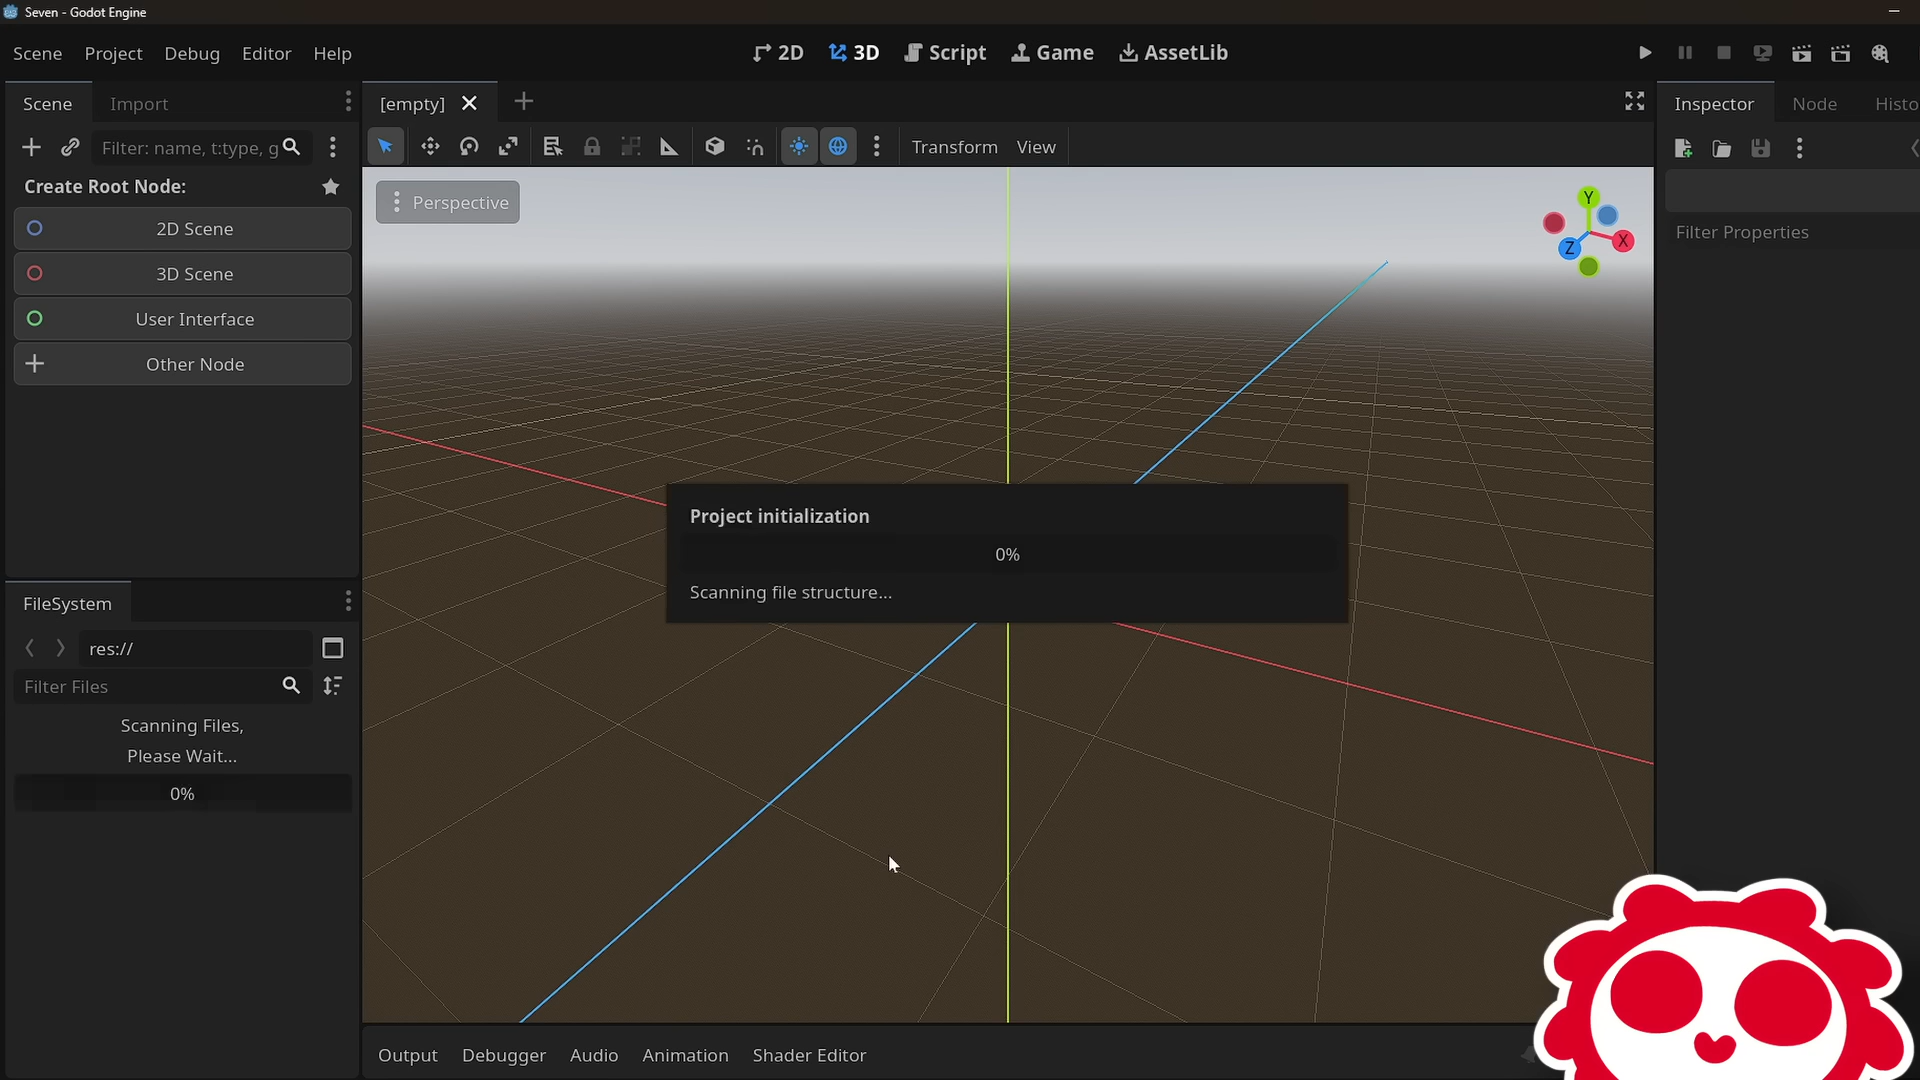 Seven - Godot Engine
Scene Project Debug Editor Help
2D 3D Script Game AssetLib
Scene Import
[empty]
Inspector Node Histo
Filter: name, t:type, g
Transform View
Create Root Node:
2D Scene
3D Scene
User Interface
Other Node
Perspective
Y
X
Z
Filter Properties
Project initialization
0%
Scanning file structure...
FileSystem
res://
Filter Files
Scanning Files,
Please Wait...
0%
Output Debugger Audio Animation Shader Editor